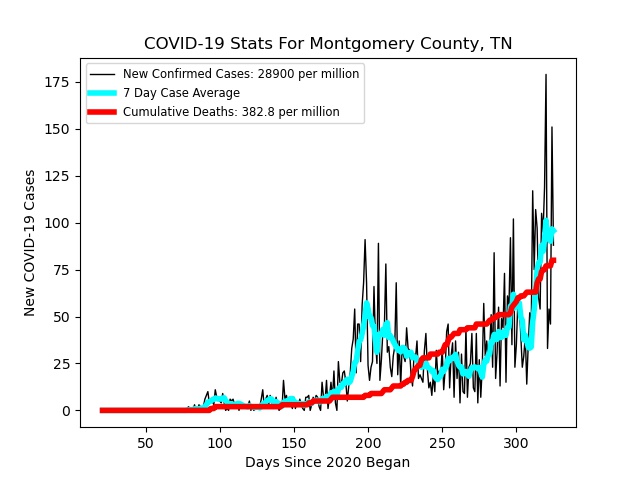 COVID-19 Stats For Montgomery County, TN
New Confirmed Cases: 28900 per million
7 Day Case Average
Cumulative Deaths: 382.8 per million
New COVID-19 Cases
175
150
125
100
75
50
25
0
50 100 150 200 250 300
Days Since 2020 Began